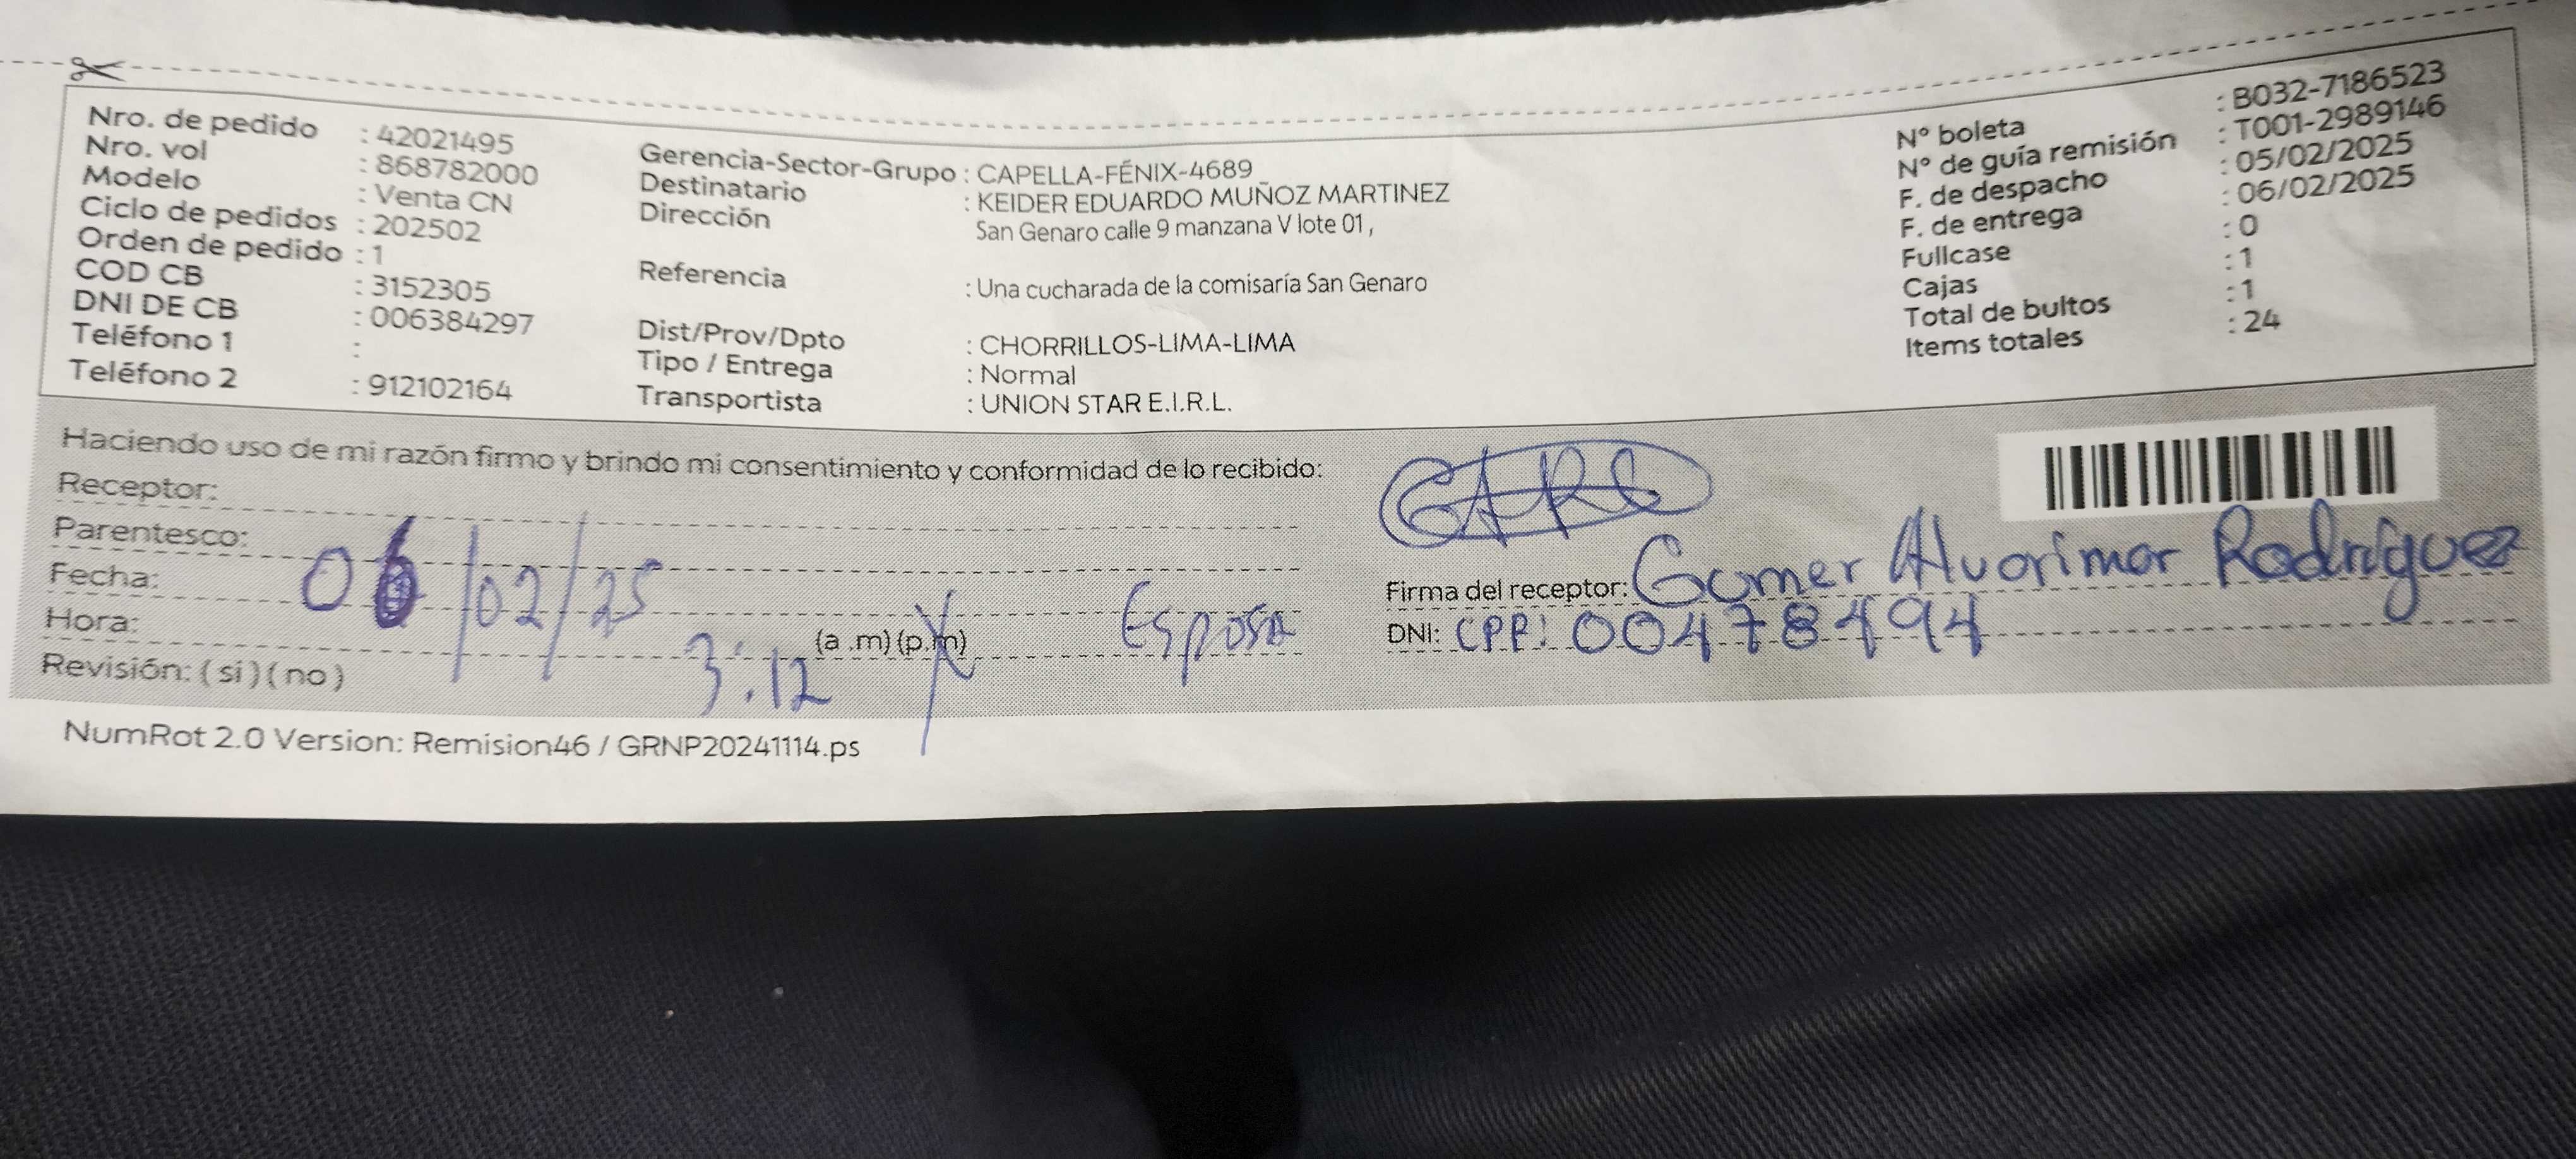 Nro. de pedido : 42021495
Nro. vol : 868782000
Modelo : Venta CN
Ciclo de pedidos : 202502
Orden de pedido : 1
COD CB : 3152305
DNI DE CB : 006384297
Teléfono 1 :
Teléfono 2 : 912102164
Gerencia-Sector-Grupo : CAPELLA-FÉNIX-4689
Destinatario : KEIDER EDUARDO MUÑOZ MARTINEZ
Dirección San Genaro calle 9 manzana V lote 01 ,
Referencia : Una cucharada de la comisaría San Genaro
Dist/Prov/Dpto : CHORRILLOS-LIMA-LIMA
Tipo / Entrega : Normal
Transportista : UNION STAR E.I.R.L.
N° boleta : B032-7186523
N° de guía remisión : T001-2989146
F. de despacho : 05/02/2025
F. de entrega : 06/02/2025
Fullcase : 0
Cajas : 1
Total de bultos : 1
Items totales : 24
Haciendo uso de mi razón firmo y brindo mi consentimiento y conformidad de lo recibido:
Receptor:
Parentesco:
Fecha: 06/02/25
Hora: 3:12 (a .m) (p.m) Esposa
Revisión: ( si ) ( no )
Firma del receptor: Rodríguez
DNI: CPP: 00478494
NumRot 2.0 Version: Remision46 / GRNP20241114.ps